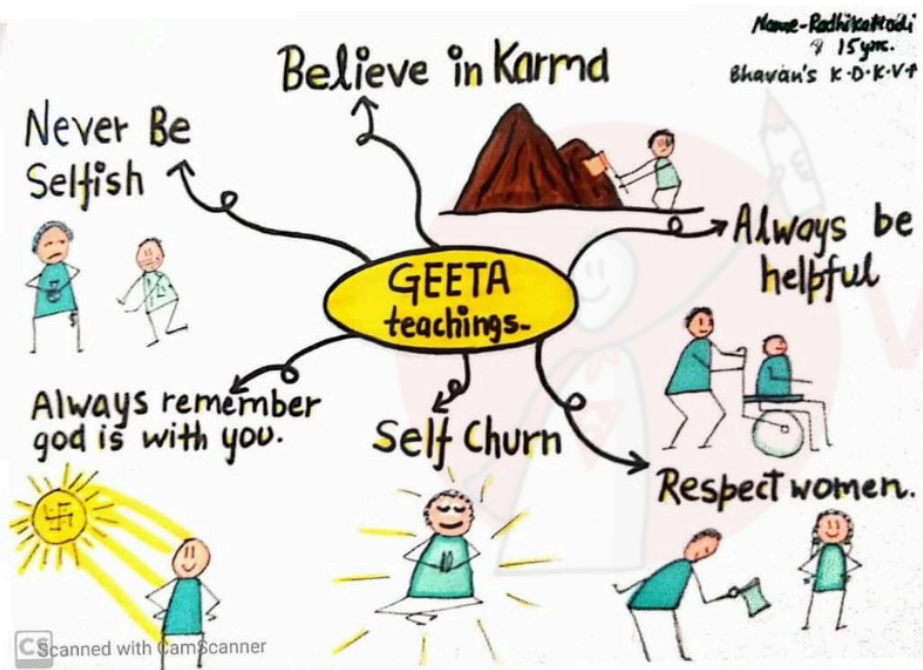 Name-Radhika
15yrs.
Bhavan's K.D.K.V.
Believe in Karma
Never Be
Selfish
Always be
helpful
GEETA
teachings.
Always remember
god is with you.
Self Churn
Respect women.
CS Scanned with CamScanner